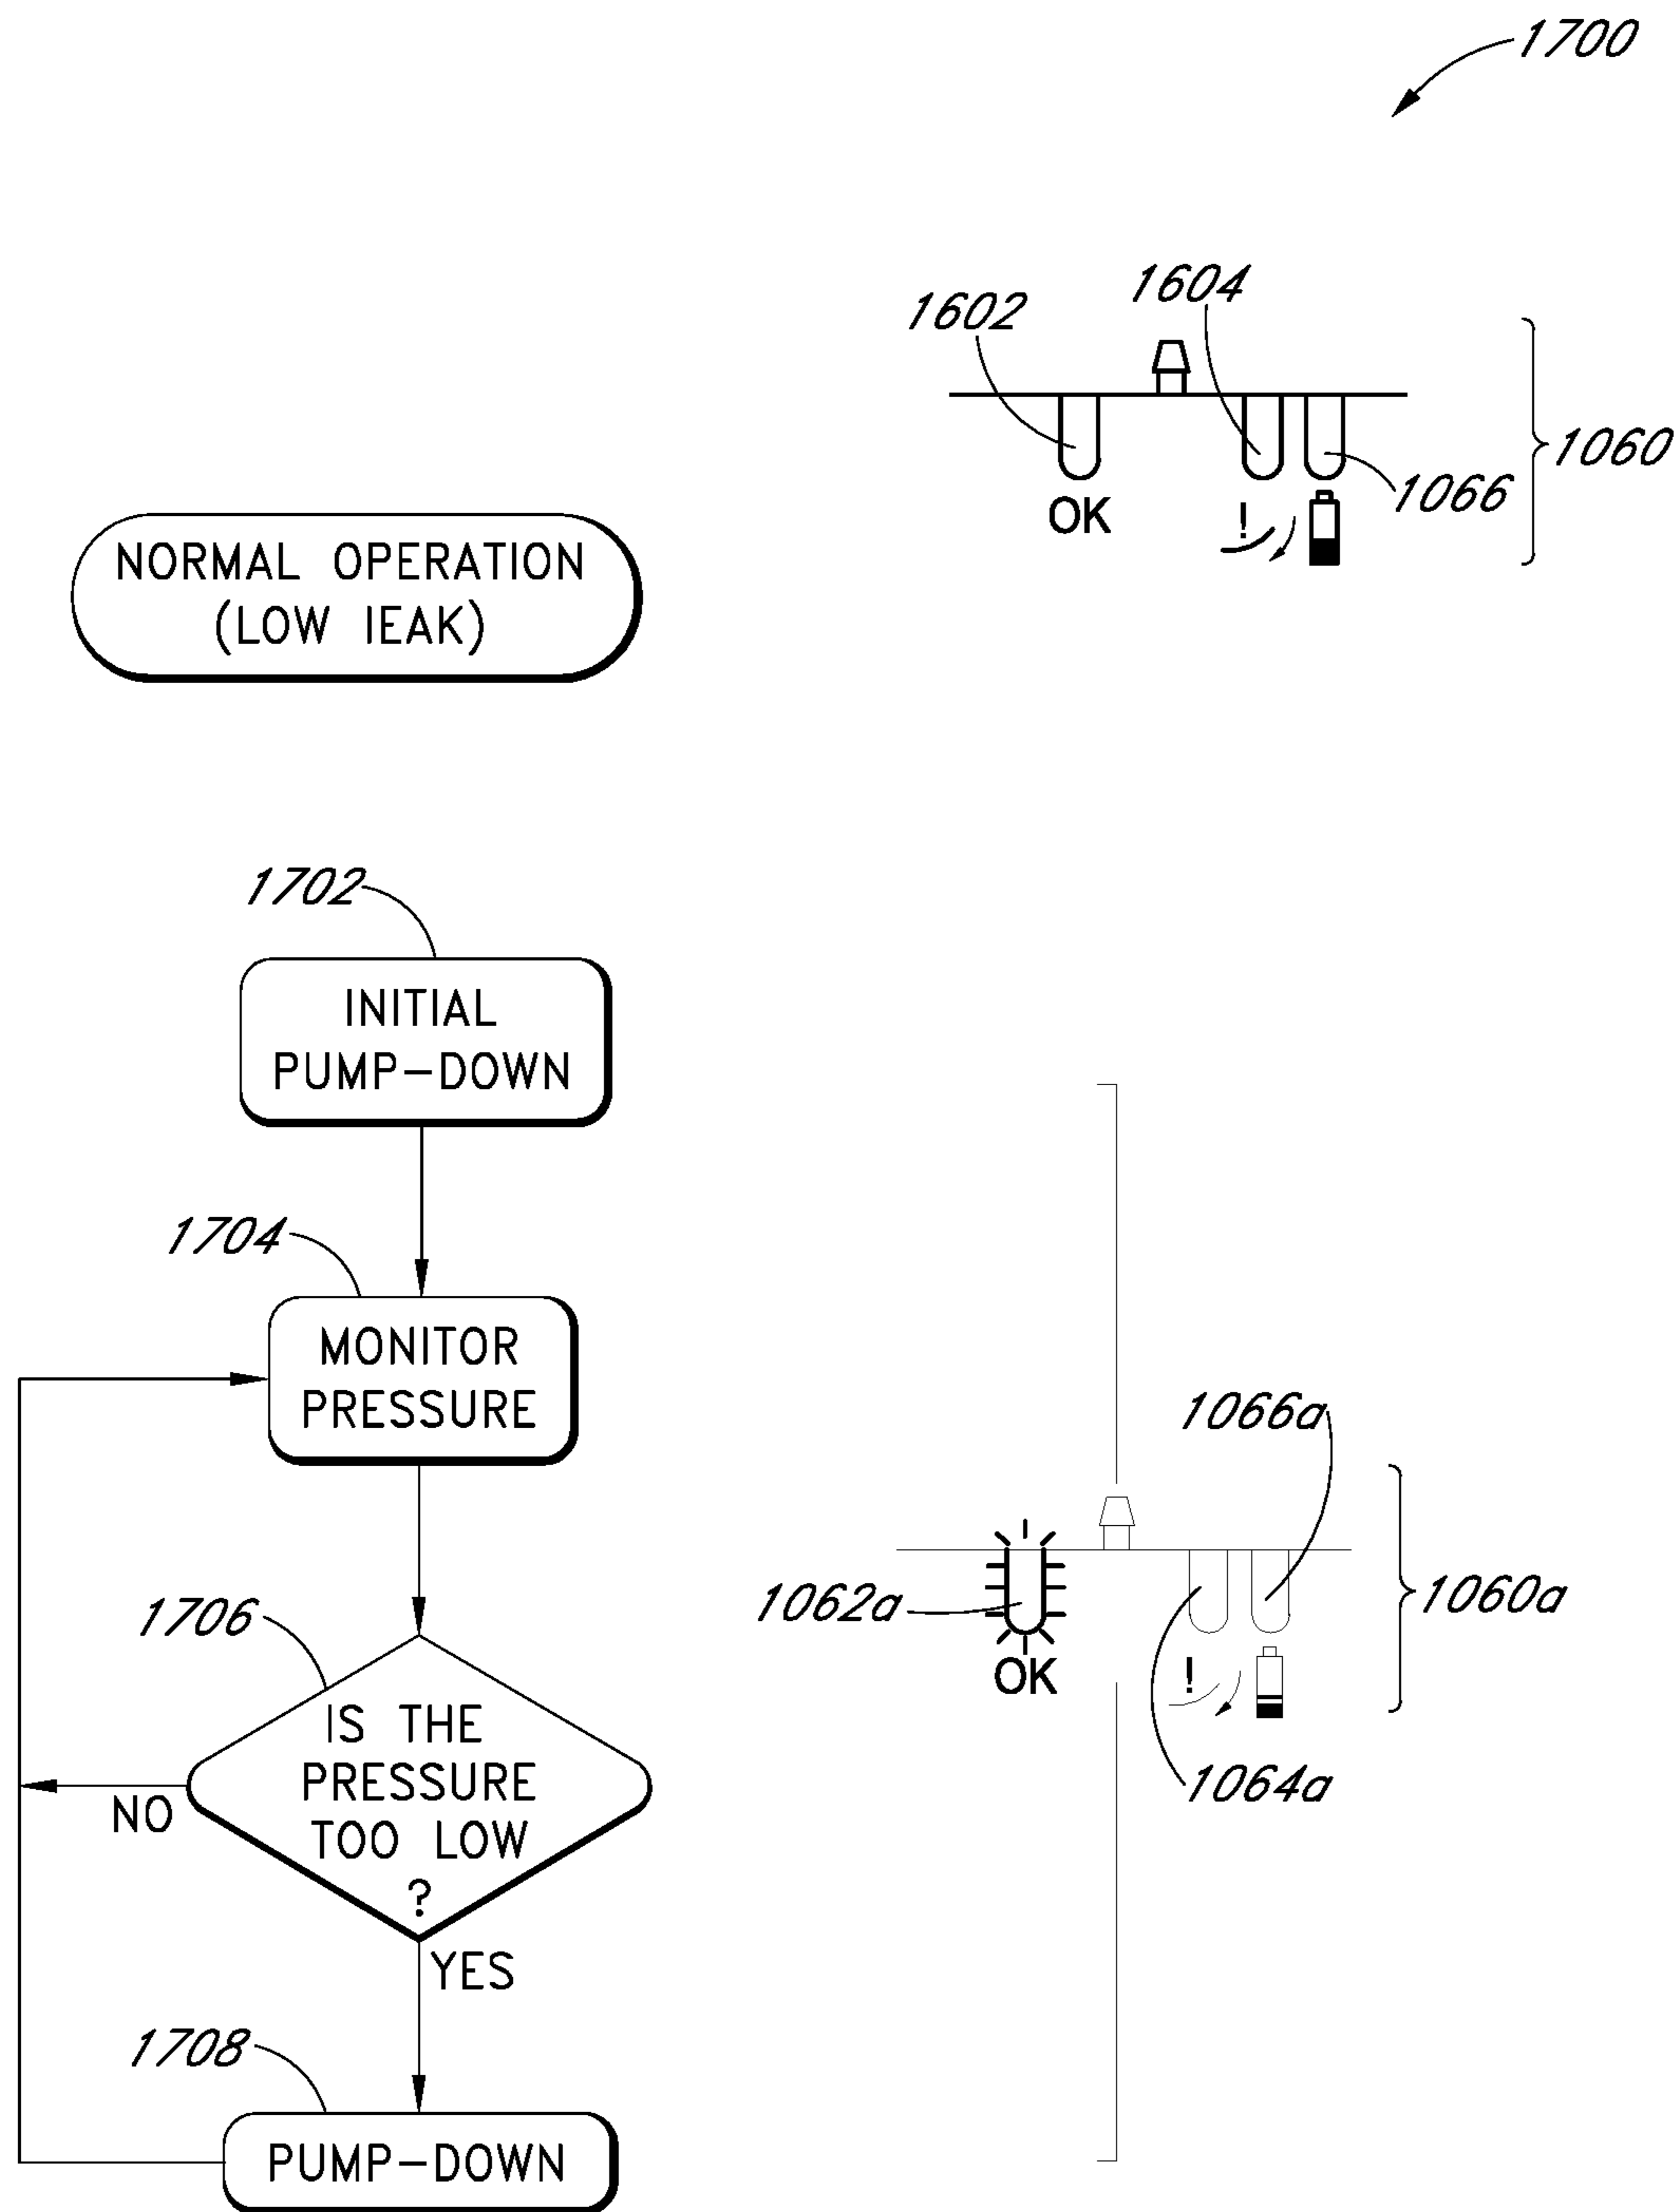 1700
1602
1604
1060
1066
OK
!
NORMAL OPERATION
(LOW IEAK)
1702
INITIAL
PUMP-DOWN
1704
MONITOR
PRESSURE
1066a
1062a
1060a
OK
!
1064a
1706
IS THE
PRESSURE
TOO LOW
?
NO
YES
1708
PUMP-DOWN